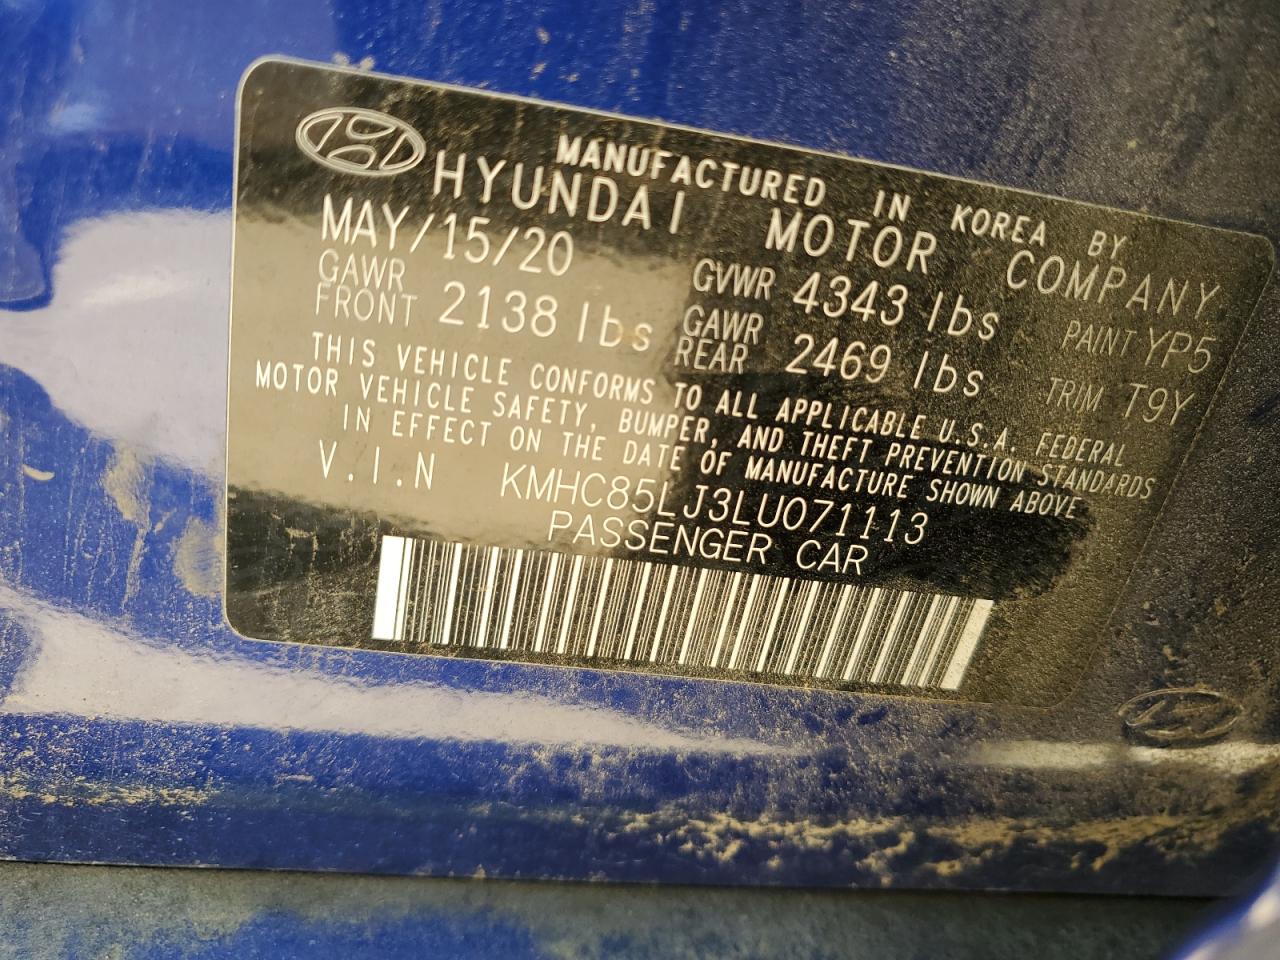 MANUFACTURED IN KOREA BY
HYUNDAI MOTOR COMPANY
MAY/15/20 GVWR 4343 lbs PAINT YP5
GAWR FRONT 2138 lbs GAWR REAR 2469 lbs TRIM T9Y
THIS VEHICLE CONFORMS TO ALL APPLICABLE U.S.A. FEDERAL
MOTOR VEHICLE SAFETY, BUMPER, AND THEFT PREVENTION STANDARDS
IN EFFECT ON THE DATE OF MANUFACTURE SHOWN ABOVE
V.I.N KMHC85LJ3LU071113
PASSENGER CAR